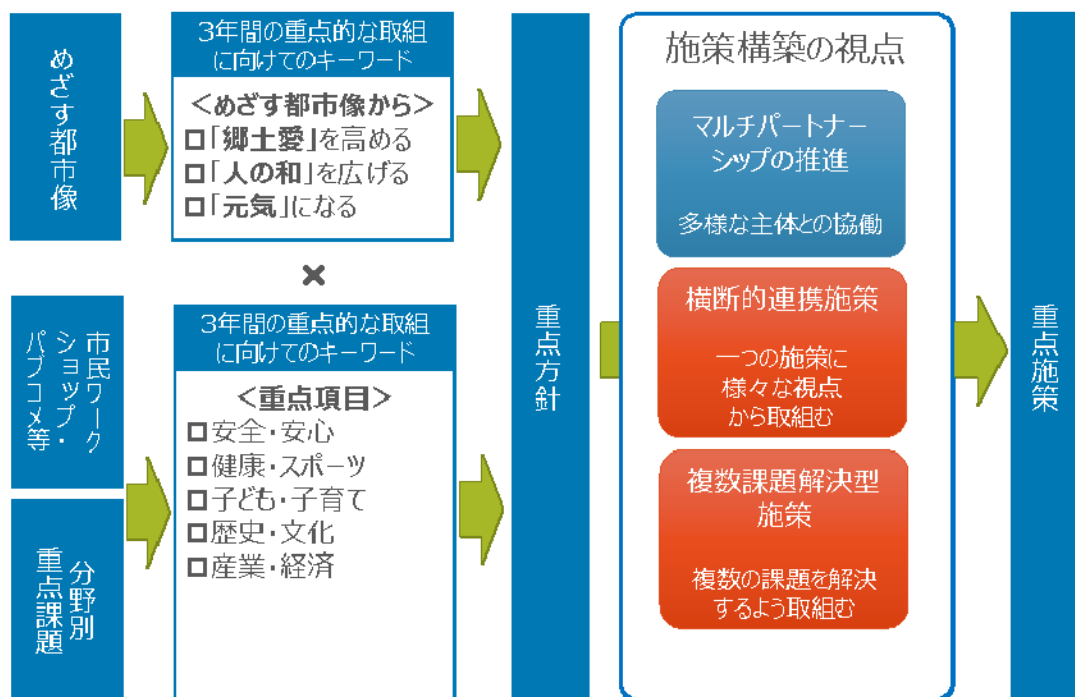 めざす都市像
3年間の重点的な取組
に向けてのキーワード
<めざす都市像から>
□「郷土愛」を高める
□「人の和」を広げる
□「元気」になる
×
市民ワーク
ショップ・
パブコメ等
分野別
重点課題
3年間の重点的な取組
に向けてのキーワード
<重点項目>
□安全・安心
□健康・スポーツ
□子ども・子育て
□歴史・文化
□産業・経済
重点方針
施策構築の視点
マルチパートナー
シップの推進
多様な主体との協働
横断的連携施策
一つの施策に
様々な視点
から取組む
複数課題解決型
施策
複数の課題を解決
するよう取組む
重点施策